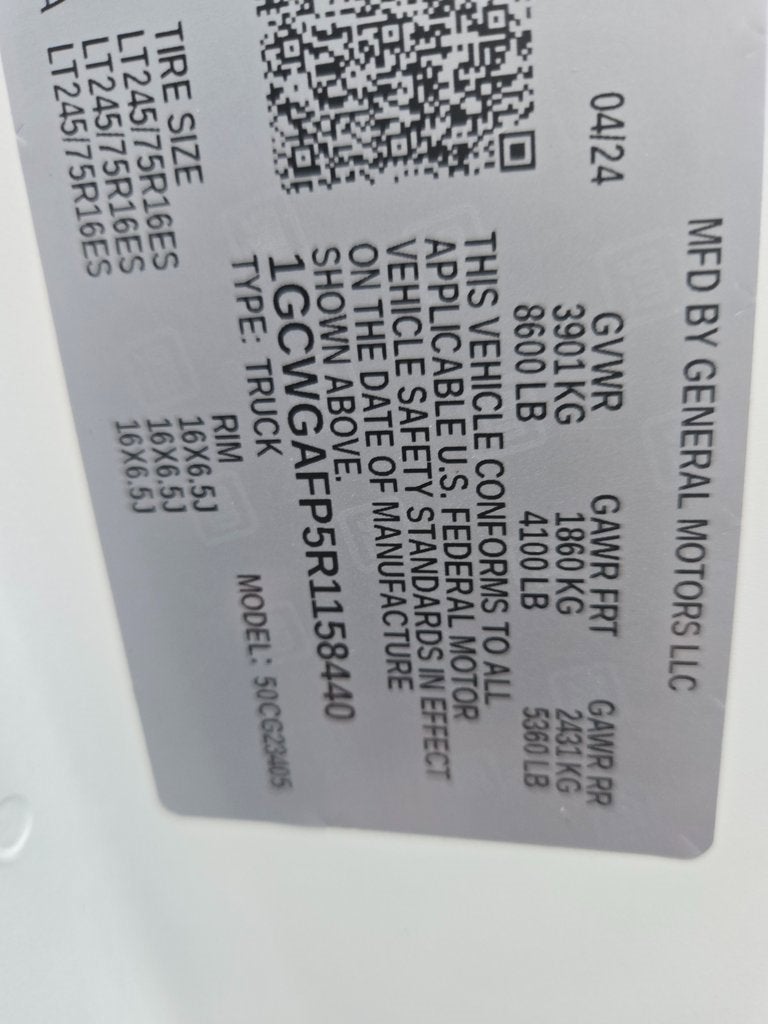 MFD BY GENERAL MOTORS LLC
04/24
GVWR GAWR FRT GAWR RR
3901 KG 1860 KG 2431 KG
8600 LB 4100 LB 5360 LB
THIS VEHICLE CONFORMS TO ALL
APPLICABLE U.S. FEDERAL MOTOR
VEHICLE SAFETY STANDARDS IN EFFECT
ON THE DATE OF MANUFACTURE
SHOWN ABOVE.
1GCWGAFP5R1158440
TYPE: TRUCK MODEL: 50CG23405
TIRE SIZE RIM
LT245/75R16ES 16X6.5J
LT245/75R16ES 16X6.5J
LT245/75R16ES 16X6.5J